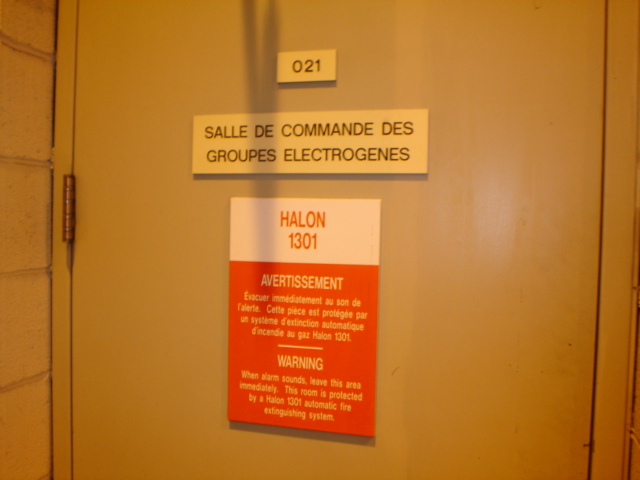 021
SALLE DE COMMANDE DES
GROUPES ELECTROGENES
HALON
1301
AVERTISSEMENT
Évacuer immédiatement au son de
l'alerte. Cette pièce est protégée par
un système d'extinction automatique
d'incendie au gaz Halon 1301.
WARNING
When alarm sounds, leave this area
immediately. This room is protected
by a Halon 1301 automatic fire
extinguishing system.